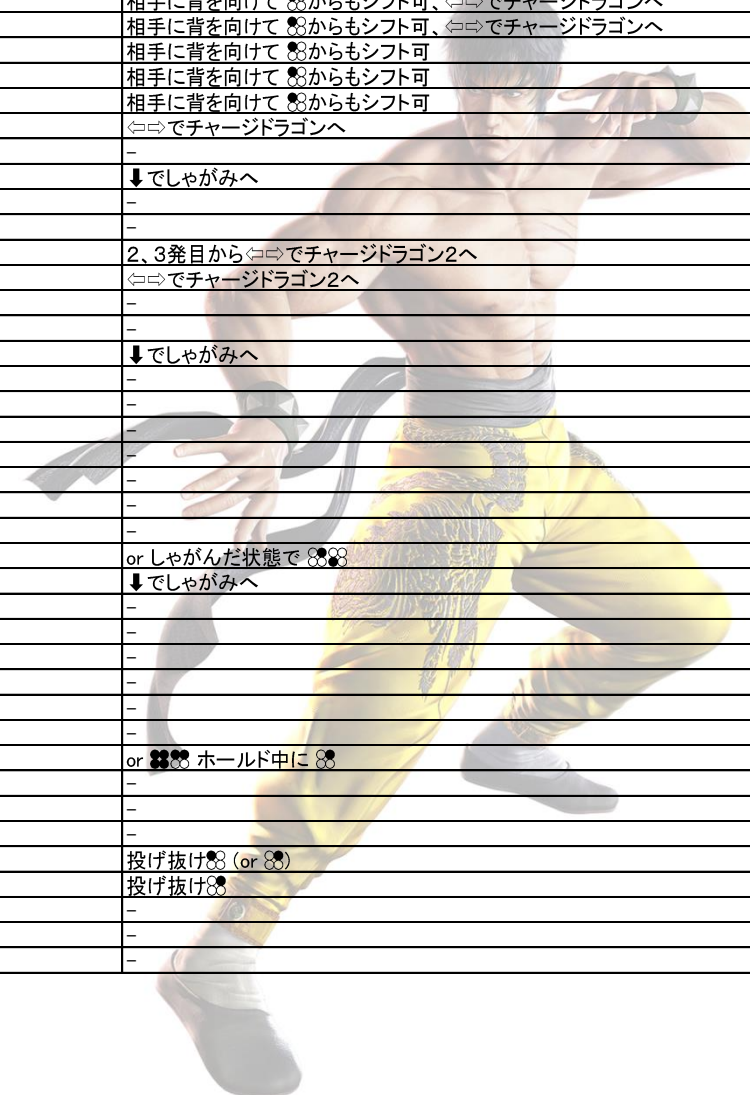 相手に背を向けて からもシフト可、⇦⇨でチャージドラゴンへ
相手に背を向けて からもシフト可、⇦⇨でチャージドラゴンへ
相手に背を向けて からもシフト可
相手に背を向けて からもシフト可
相手に背を向けて からもシフト可
⇦⇨でチャージドラゴンへ
−
⬇でしゃがみへ
−
−
2、3発目から⇦⇨でチャージドラゴン2へ
⇦⇨でチャージドラゴン2へ
−
−
⬇でしゃがみへ
−
−
−
−
−
−
−
or しゃがんだ状態で
⬇でしゃがみへ
−
−
−
−
−
−
or ホールド中に
−
−
−
投げ抜け (or )
投げ抜け
−
−
−